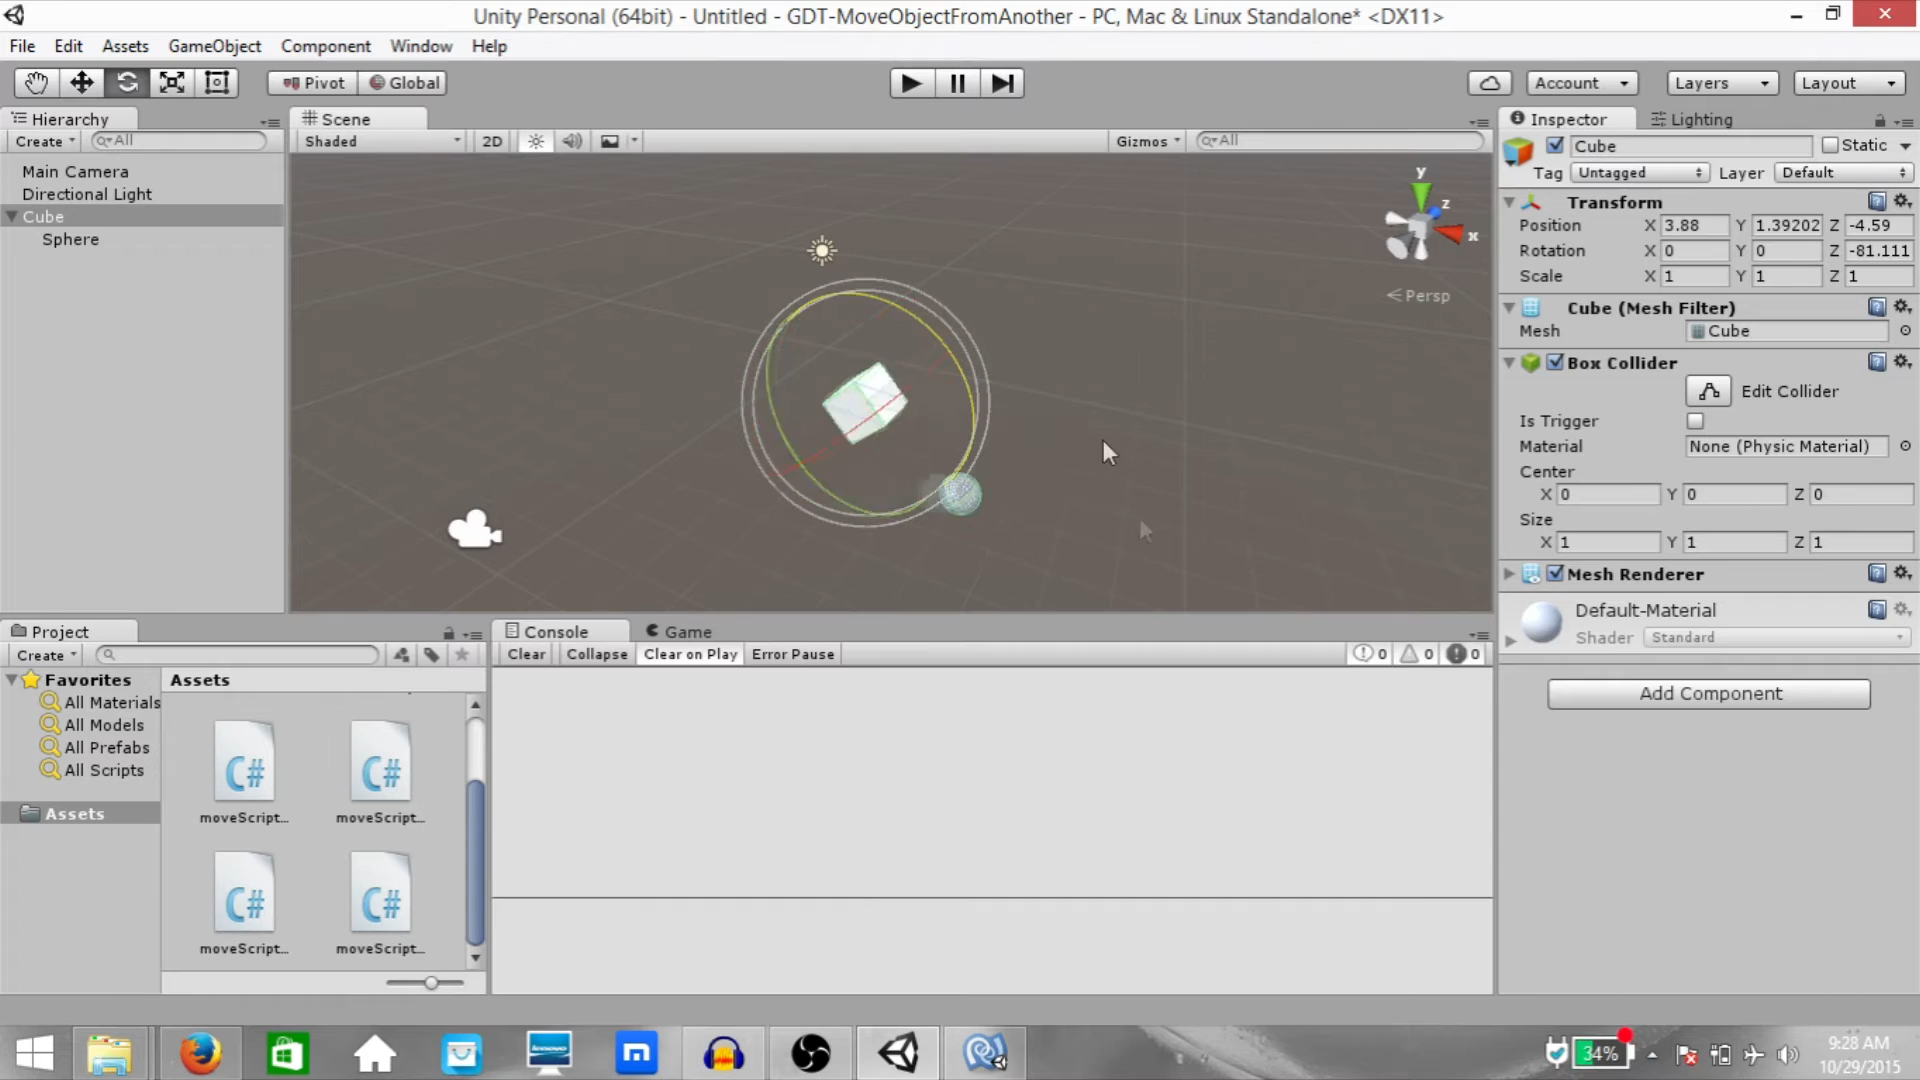 Unity Personal (64bit) - Untitled - GDT-MoveObjectFromAnother - PC, Mac & Linux Standalone* <DX11>
File Edit Assets GameObject Component Window Help
Pivot Global Account Layers Layout
Hierarchy
Create All
Main Camera
Directional Light
Cube
Sphere
Scene
Shaded 2D Gizmos All
y
z
x
Persp
Inspector Lighting
Cube Static
Tag Untagged Layer Default
Transform
Position X 3.88 Y 1.39202 Z -4.59
Rotation X 0 Y 0 Z -81.111
Scale X 1 Y 1 Z 1
Cube (Mesh Filter)
Mesh Cube
Box Collider
Edit Collider
Is Trigger
Material None (Physic Material)
Center
X 0 Y 0 Z 0
Size
X 1 Y 1 Z 1
Mesh Renderer
Default-Material
Shader Standard
Add Component
Project
Create
Favorites
All Materials
All Models
All Prefabs
All Scripts
Assets
Assets
C# C#
moveScript... moveScript...
C# C#
moveScript... moveScript...
Console Game
Clear Collapse Clear on Play Error Pause 0 0 0
lenovo
m
34%
9:28 AM
10/29/2015